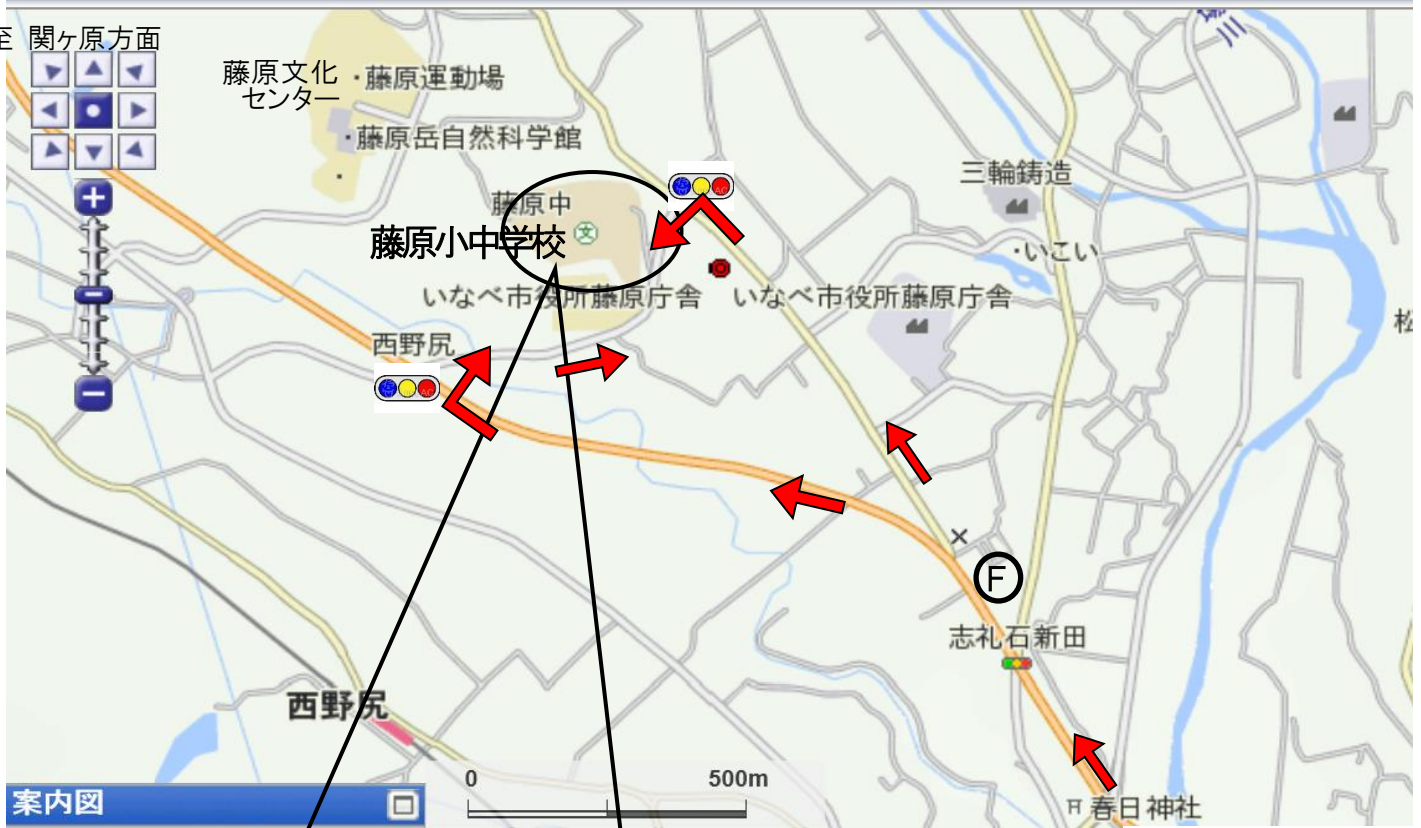 至 関ヶ原方面
藤原文化
センター
・藤原運動場
・藤原岳自然科学館
藤原中
文
藤原小中学校
いなべ市役所藤原庁舎
いなべ市役所藤原庁舎
三輪鋳造
・いこい
西野尻
F
志礼石新田
西野尻
春日神社
0
500m
案内図